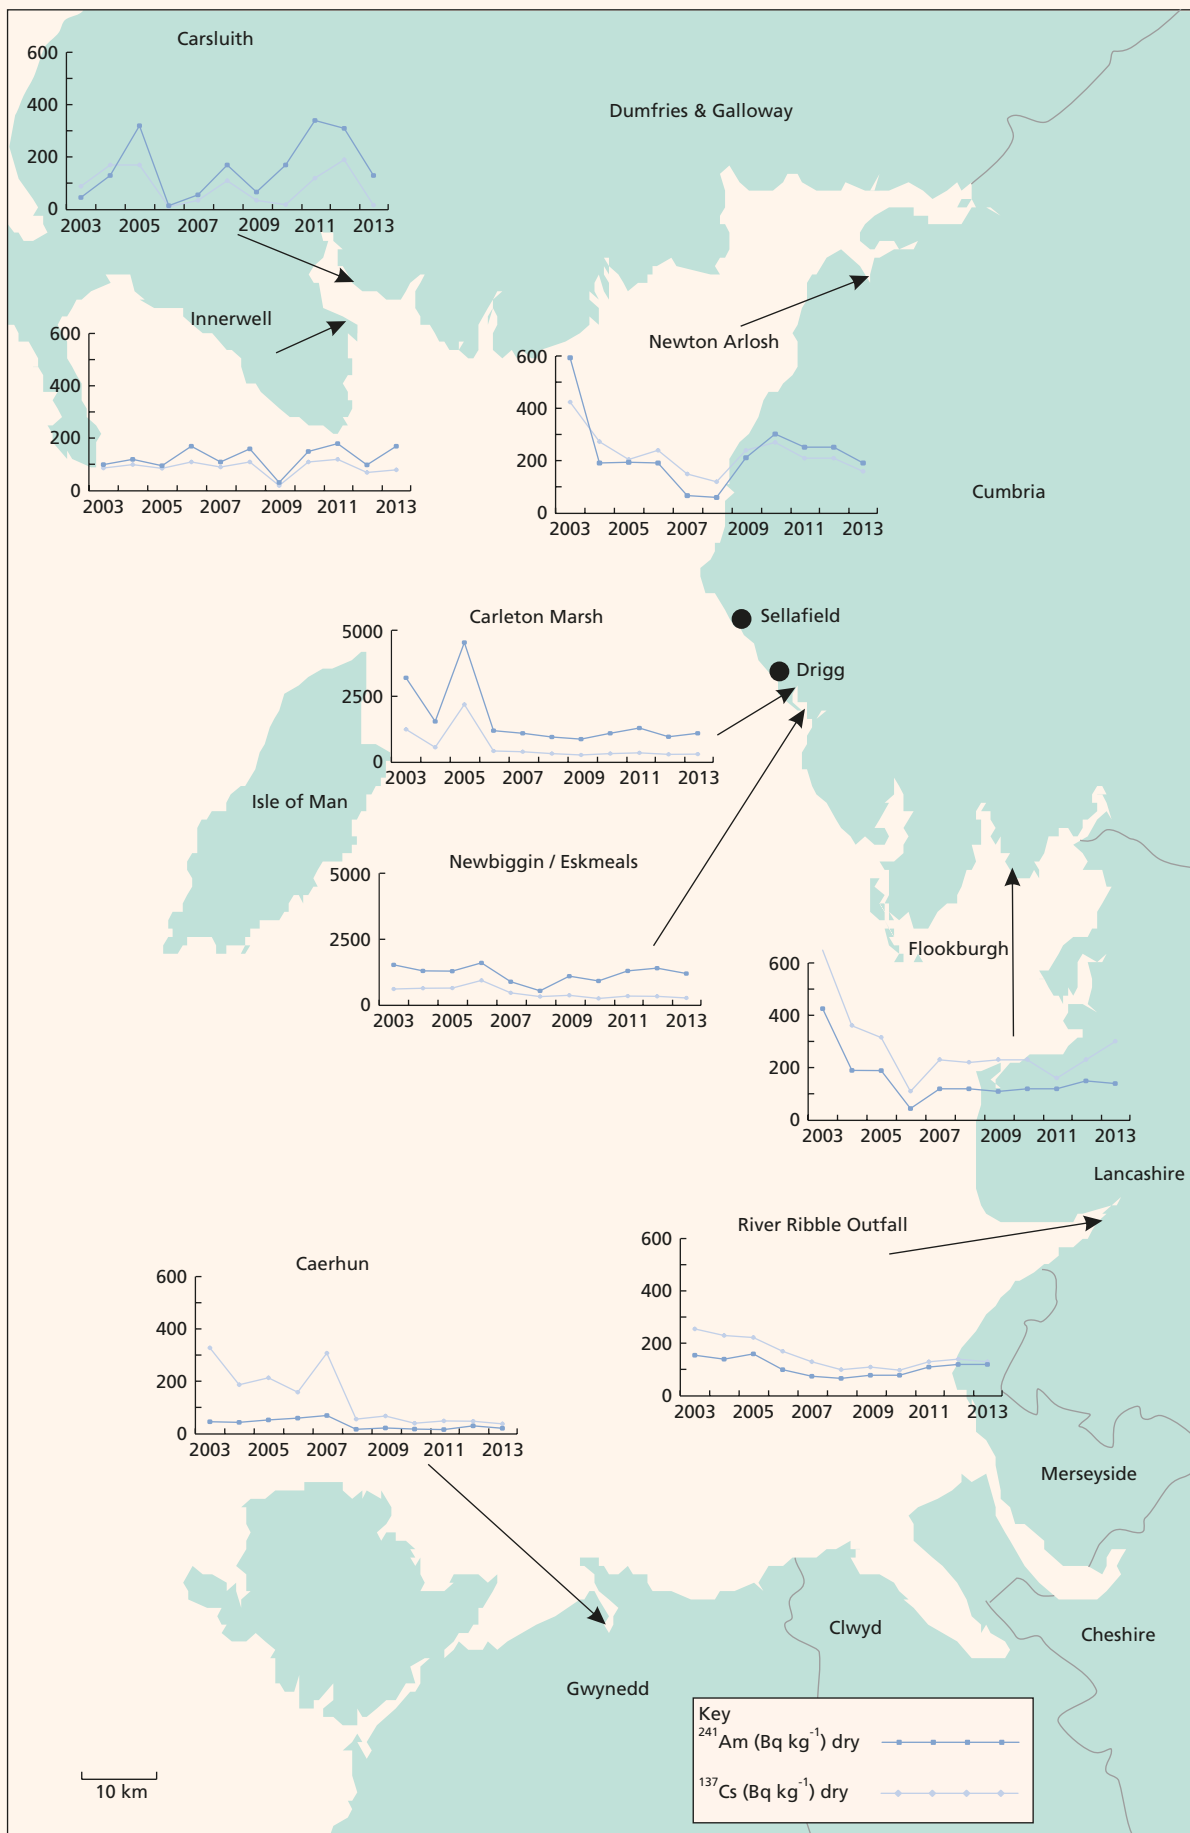 Carsluith
600
400
200
0
2003 2005 2007 2009 2011 2013
Dumfries & Galloway
Innerwell
600
400
200
0
2003 2005 2007 2009 2011 2013
Newton Arlosh
600
400
200
0
2003 2005 2007 2009 2011 2013
Cumbria
Sellafield
Drigg
Carleton Marsh
5000
2500
0
2003 2005 2007 2009 2011 2013
Isle of Man
Newbiggin / Eskmeals
5000
2500
0
2003 2005 2007 2009 2011 2013
Flookburgh
600
400
200
0
2003 2005 2007 2009 2011 2013
Lancashire
River Ribble Outfall
600
400
200
0
2003 2005 2007 2009 2011 2013
Caerhun
600
400
200
0
2003 2005 2007 2009 2011 2013
Merseyside
Clwyd
Cheshire
Gwynedd
Key
²⁴¹Am (Bq kg⁻¹) dry
¹³⁷Cs (Bq kg⁻¹) dry
10 km